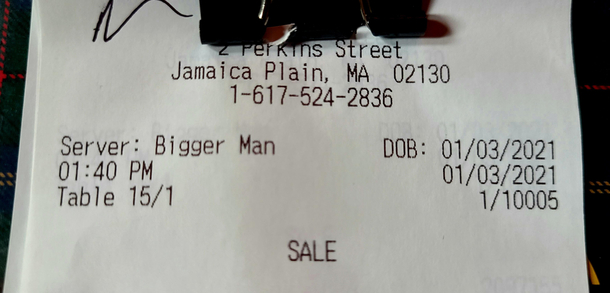 2 Perkins Street
Jamaica Plain, MA 02130
1-617-524-2836
Server: Bigger Man DOB: 01/03/2021
01:40 PM 01/03/2021
Table 15/1 1/10005
SALE